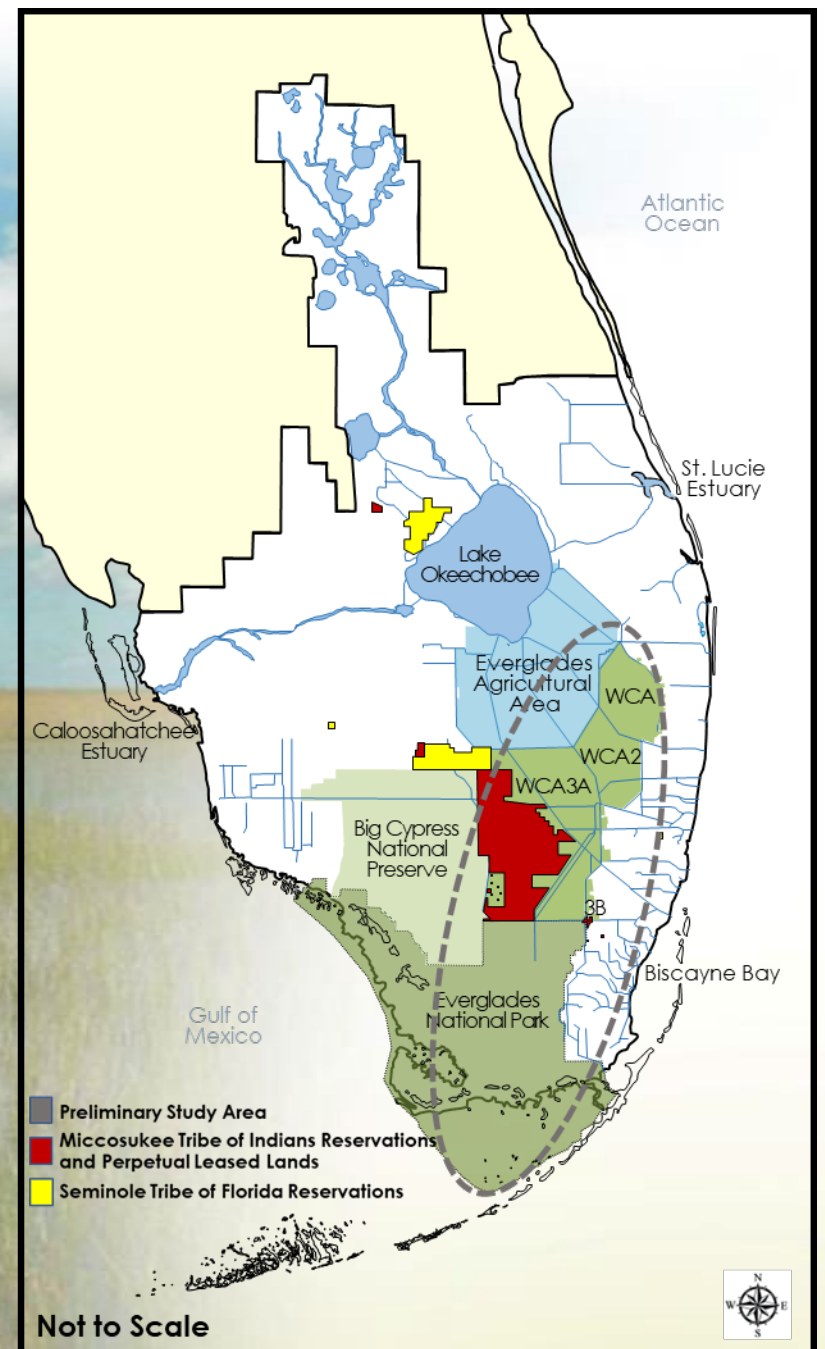 Atlantic
Ocean
St. Lucie
Estuary
Lake
Okeechobee
Everglades
Agricultural
Area
WCA
Caloosahatchee
Estuary
WCA2
WCA3A
Big Cypress
National
Preserve
3B
Biscayne Bay
Everglades
National Park
Gulf of
Mexico
Preliminary Study Area
Miccosukee Tribe of Indians Reservations
and Perpetual Leased Lands
Seminole Tribe of Florida Reservations
N
W
E
S
Not to Scale